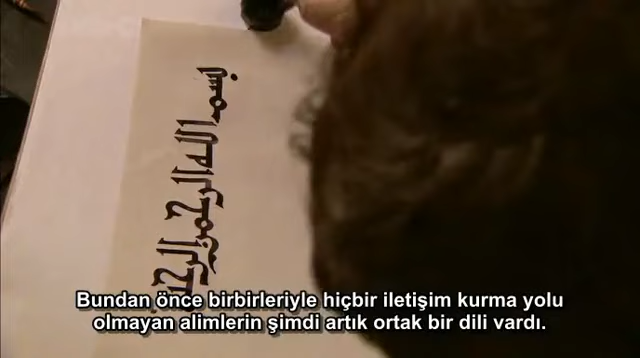 بسم الله الرحمن الرحيم
Bundan önce birbirleriyle hiçbir iletişim kurma yolu
olmayan alimlerin şimdi artık ortak bir dili vardı.